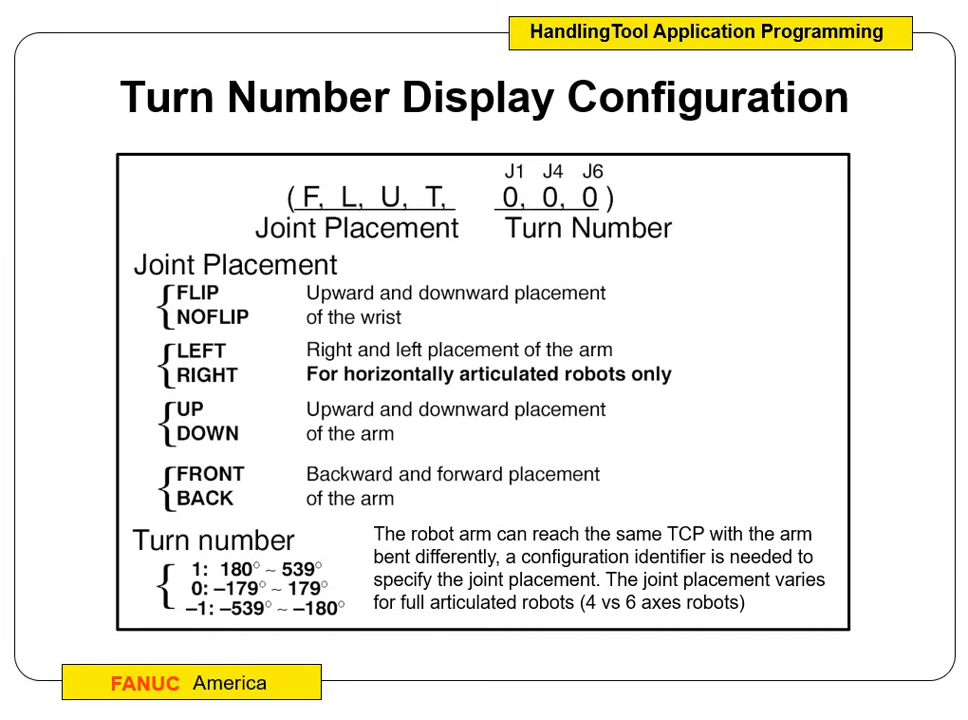 HandlingTool Application Programming
Turn Number Display Configuration
J1 J4 J6
(F, L, U, T, 0, 0, 0)
Joint Placement Turn Number
Joint Placement
FLIP Upward and downward placement
NOFLIP of the wrist
LEFT Right and left placement of the arm
RIGHT For horizontally articulated robots only
UP Upward and downward placement
DOWN of the arm
FRONT Backward and forward placement
BACK of the arm
Turn number
1: 180° ~ 539°
0: –179° ~ 179°
–1: –539° ~ –180°
The robot arm can reach the same TCP with the arm
bent differently, a configuration identifier is needed to
specify the joint placement. The joint placement varies
for full articulated robots (4 vs 6 axes robots)
FANUC America